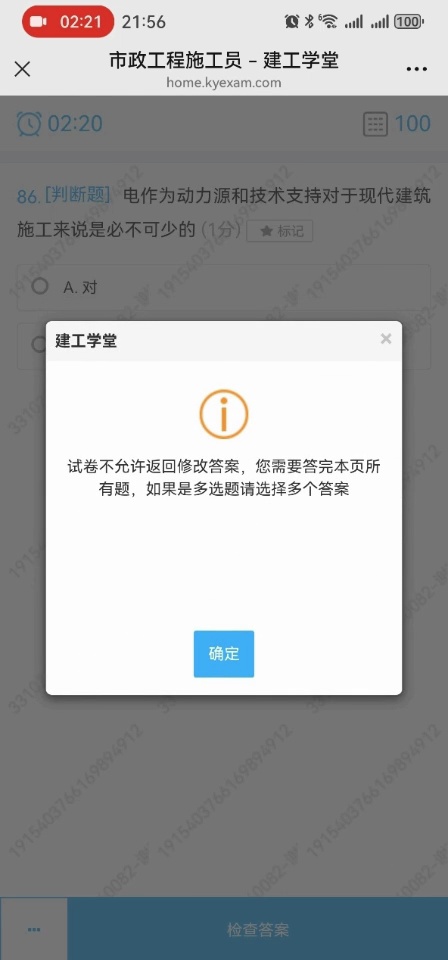 02:21 21:56 100
市政工程施工员 – 建工学堂
home.kyexam.com
02:20 100
86.[判断题] 电作为动力源和技术支持对于现代建筑
施工来说是必不可少的 (1分) ★ 标记
A. 对
建工学堂 ×
试卷不允许返回修改答案，您需要答完本页所
有题，如果是多选题请选择多个答案
确定
检查答案